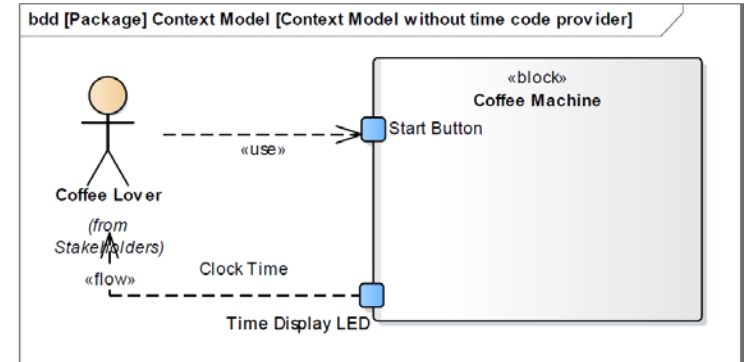 bdd [Package] Context Model [Context Model without time code provider]
«block»
Coffee Machine
Start Button
«use»
Coffee Lover
(from
Stakeholders)
«flow»
Clock Time
Time Display LED